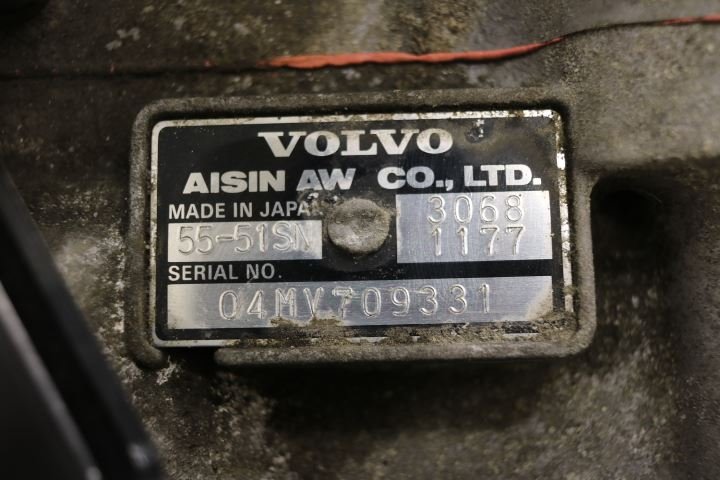 VOLVO
AISIN AW CO., LTD.
MADE IN JAPAN
55-51SN
3068
1177
SERIAL NO.
04MV709331